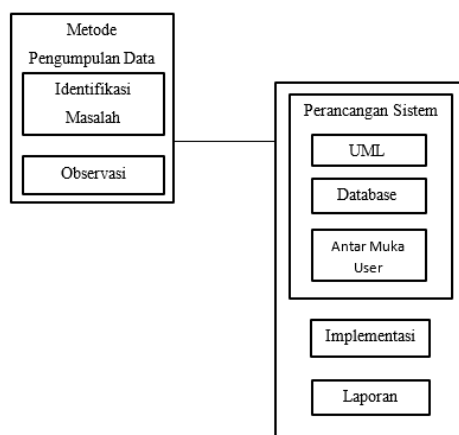 Metode
Pengumpulan Data
Identifikasi
Masalah
Observasi
Perancangan Sistem
UML
Database
Antar Muka
User
Implementasi
Laporan